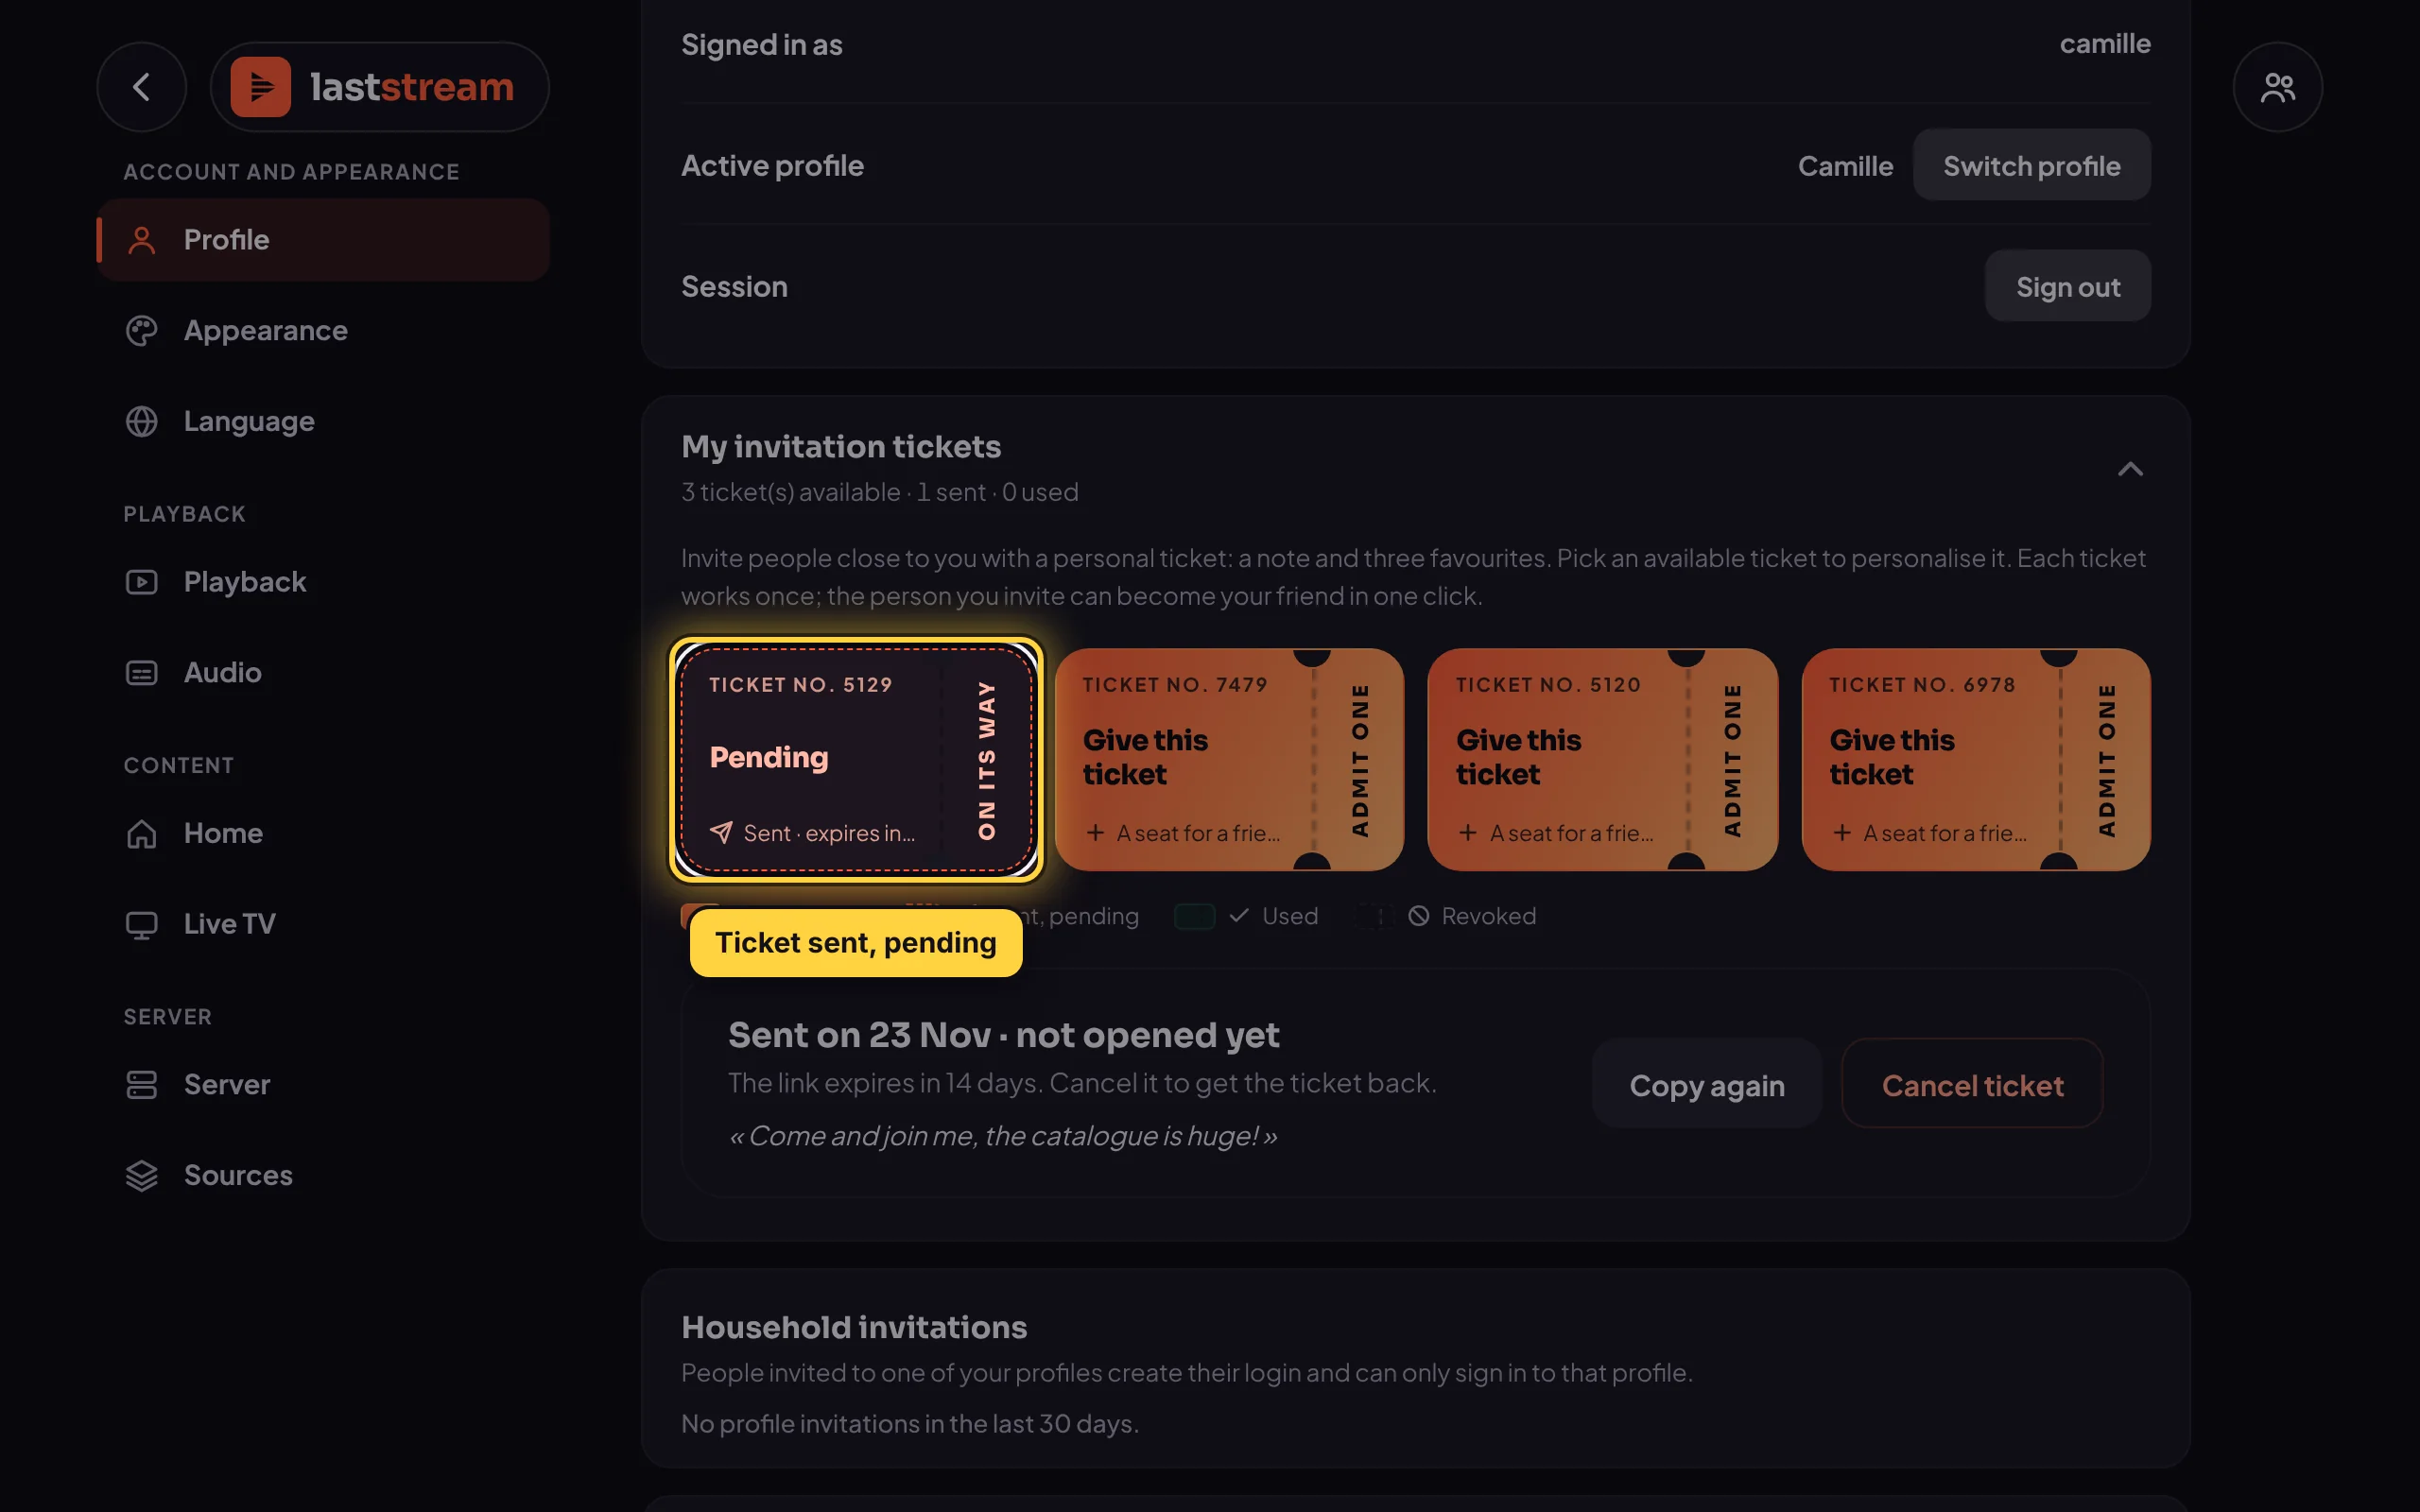 laststream
ACCOUNT AND APPEARANCE
Profile
Appearance
Language
PLAYBACK
Playback
Audio
CONTENT
Home
Live TV
SERVER
Server
Sources
Signed in as
camille
Active profile
Camille
Switch profile
Session
Sign out
My invitation tickets
3 ticket(s) available · 1 sent · 0 used
Invite people close to you with a personal ticket: a note and three favourites. Pick an available ticket to personalise it. Each ticket
works once; the person you invite can become your friend in one click.
TICKET NO. 5129
Pending
Sent · expires in...
ON ITS WAY
TICKET NO. 7479
Give this
ticket
A seat for a frie...
ADMIT ONE
TICKET NO. 5120
Give this
ticket
A seat for a frie...
ADMIT ONE
TICKET NO. 6978
Give this
ticket
A seat for a frie...
ADMIT ONE
pending
Used
Revoked
Ticket sent, pending
Sent on 23 Nov · not opened yet
The link expires in 14 days. Cancel it to get the ticket back.
« Come and join me, the catalogue is huge! »
Copy again
Cancel ticket
Household invitations
People invited to one of your profiles create their login and can only sign in to that profile.
No profile invitations in the last 30 days.